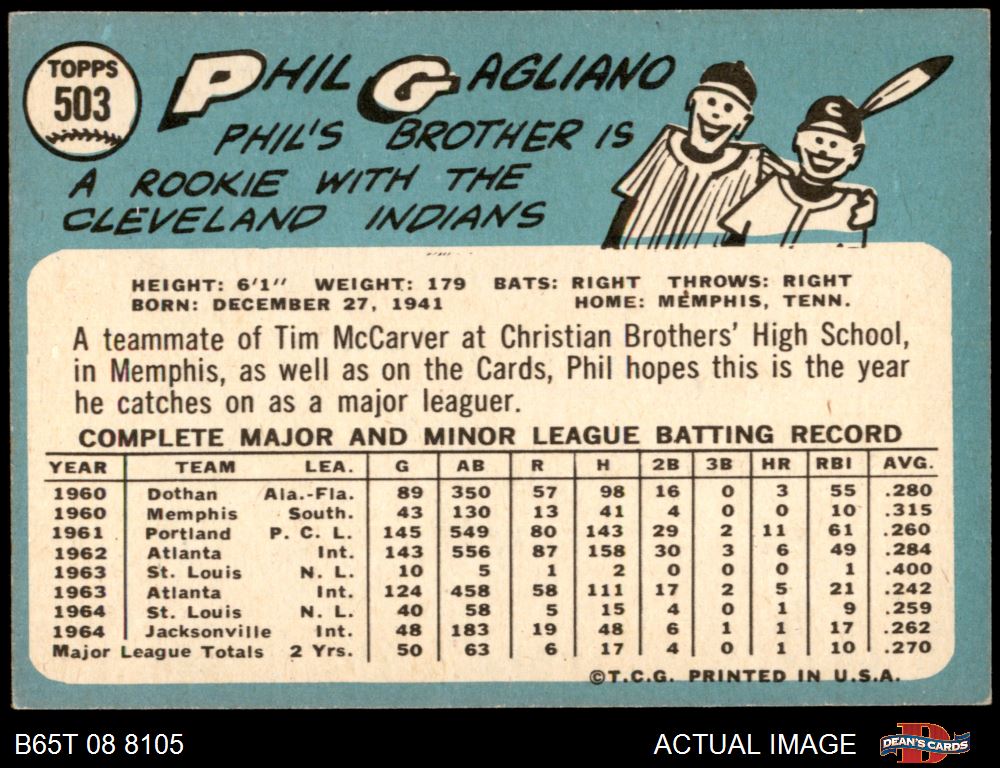 TOPPS
503
PHIL GAGLIANO
PHIL'S BROTHER IS
A ROOKIE WITH THE
CLEVELAND INDIANS
C
HEIGHT: 6'1" WEIGHT: 179 BATS: RIGHT THROWS: RIGHT
BORN: DECEMBER 27, 1941 HOME: MEMPHIS, TENN.
A teammate of Tim McCarver at Christian Brothers' High School,
in Memphis, as well as on the Cards, Phil hopes this is the year
he catches on as a major leaguer.
COMPLETE MAJOR AND MINOR LEAGUE BATTING RECORD
YEAR TEAM LEA. G AB R H 2B 3B HR RBI AVG.
1960 Dothan Ala.-Fla. 89 350 57 98 16 0 3 55 .280
1960 Memphis South. 43 130 13 41 4 0 0 10 .315
1961 Portland P. C. L. 145 549 80 143 29 2 11 61 .260
1962 Atlanta Int. 143 556 87 158 30 3 6 49 .284
1963 St. Louis N. L. 10 5 1 2 0 0 0 1 .400
1963 Atlanta Int. 124 458 58 111 17 2 5 21 .242
1964 St. Louis N. L. 40 58 5 15 4 0 1 9 .259
1964 Jacksonville Int. 48 183 19 48 6 1 1 17 .262
Major League Totals 2 Yrs. 50 63 6 17 4 0 1 10 .270
©T.C.G. PRINTED IN U.S.A.
B65T 08 8105 ACTUAL IMAGE D DEAN'S CARDS